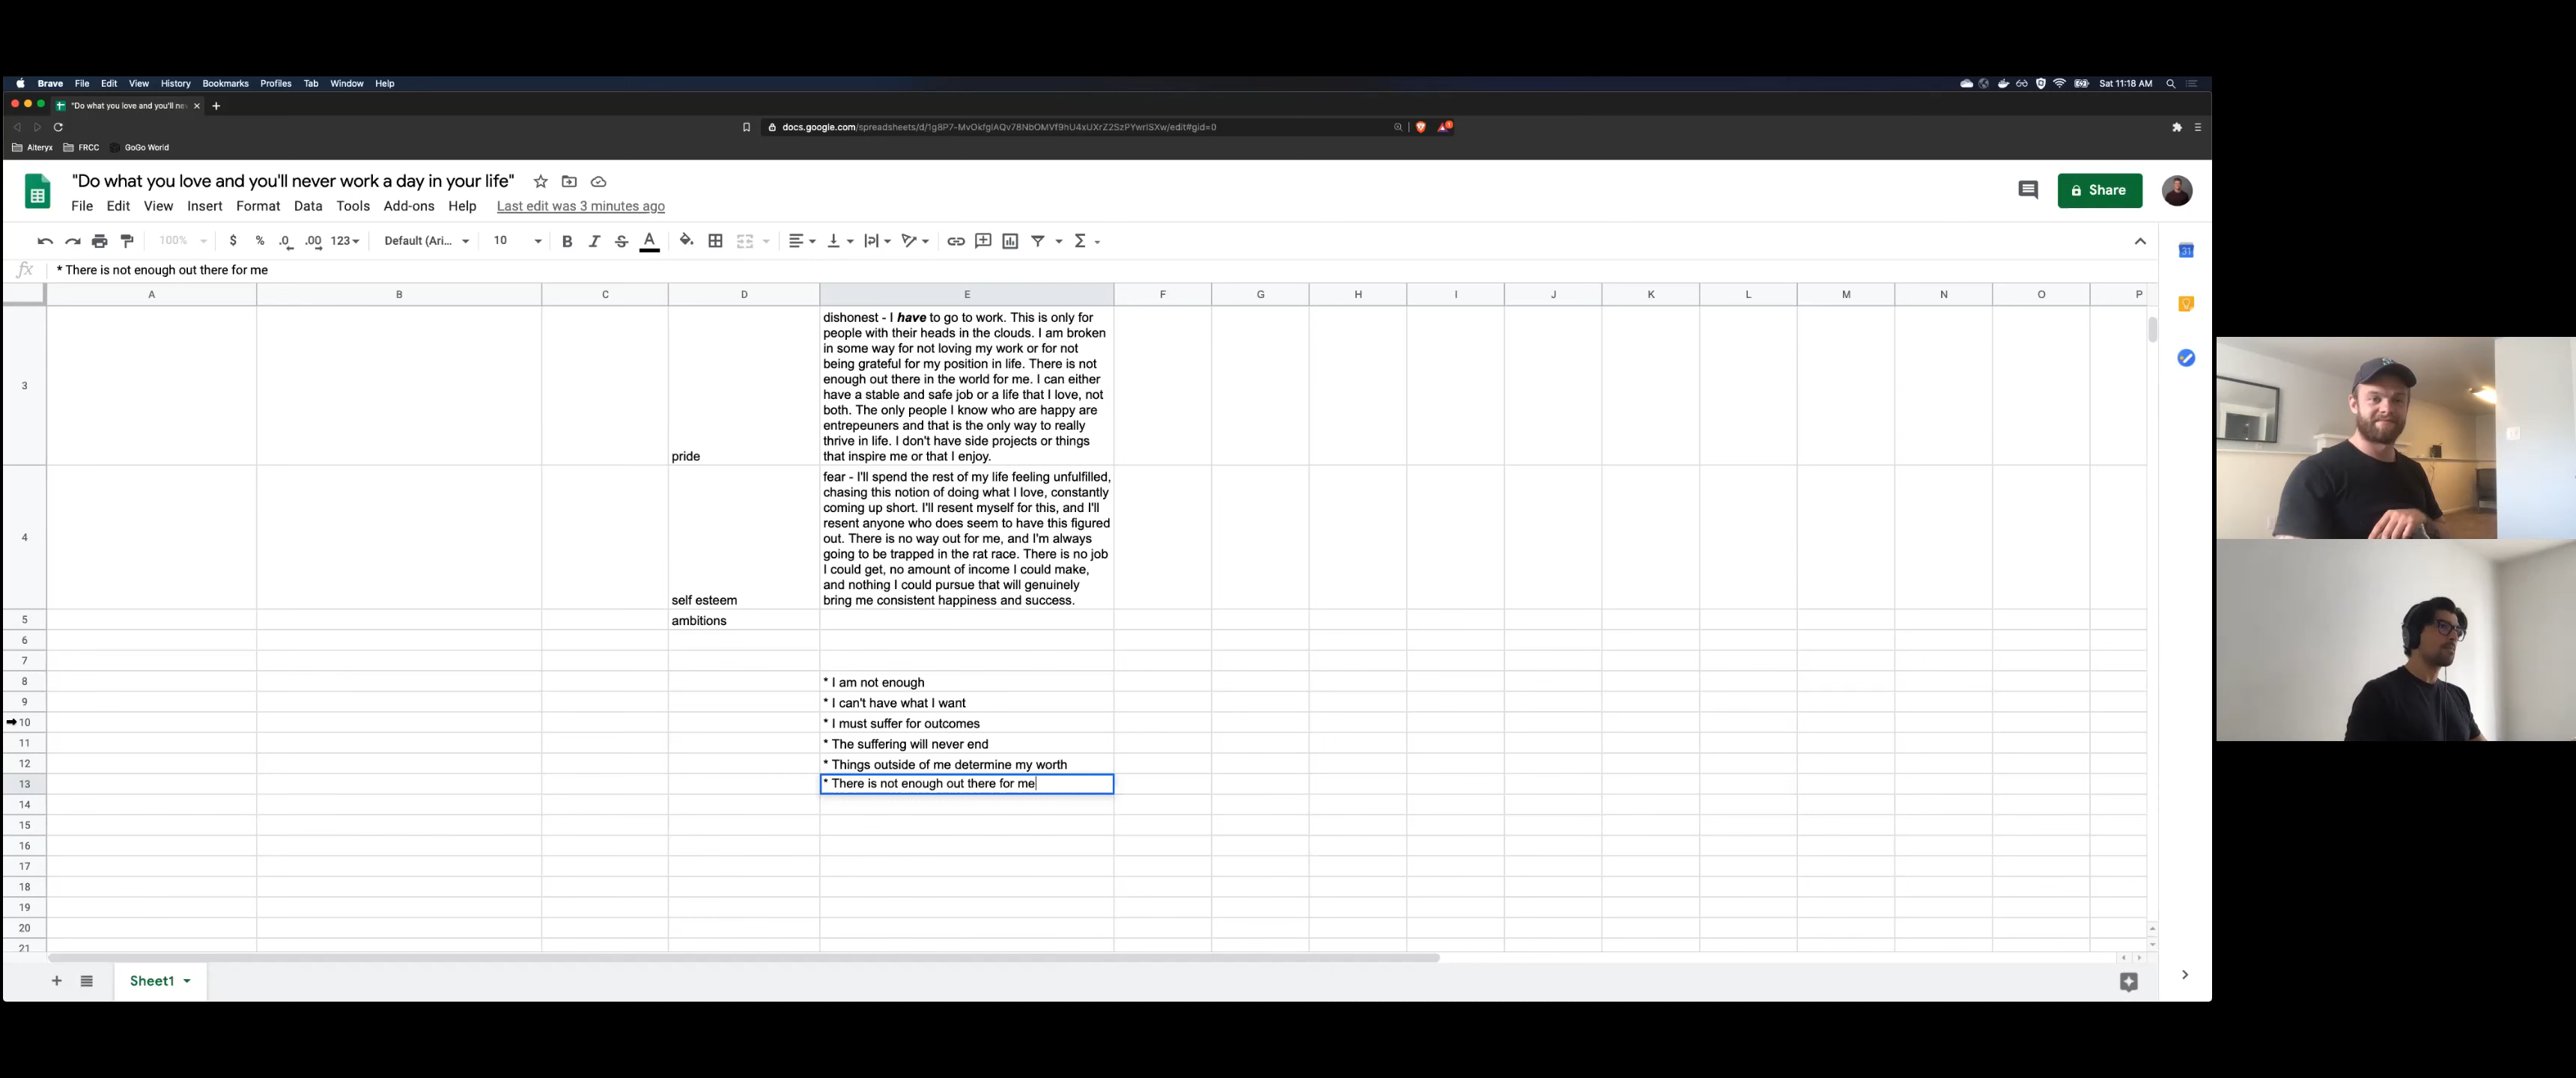 Brave File Edit View History Bookmarks Profiles Tab Window Help Sat 11:18 AM
"Do what you love and you'll ne
docs.google.com/spreadsheets/d/
Alteryx FRCC GoGo World
"Do what you love and you'll never work a day in your life"
Share
File Edit View Insert Format Data Tools Add-ons Help Last edit was 3 minutes ago
100% $ % .0 .00 123 Default (Ari... 10 B I S A
fx * There is not enough out there for me
A B C D E F G H I J K L M N O P
dishonest - I have to go to work. This is only for
people with their heads in the clouds. I am broken
in some way for not loving my work or for not
being grateful for my position in life. There is not
3 enough out there in the world for me. I can either
have a stable and safe job or a life that I love, not
both. The only people I know who are happy are
entrepeuners and that is the only way to really
thrive in life. I don't have side projects or things
pride that inspire me or that I enjoy.
fear - I'll spend the rest of my life feeling unfulfilled,
chasing this notion of doing what I love, constantly
coming up short. I'll resent myself for this, and I'll
resent anyone who does seem to have this figured
4 out. There is no way out for me, and I'm always
going to be trapped in the rat race. There is no job
I could get, no amount of income I could make,
and nothing I could pursue that will genuinely
self esteem bring me consistent happiness and success.
5 ambitions
6
7
8 * I am not enough
9 * I can't have what I want
10 * I must suffer for outcomes
11 * The suffering will never end
12 * Things outside of me determine my worth
13 * There is not enough out there for me
14
15
16
17
18
19
20
21
Sheet1